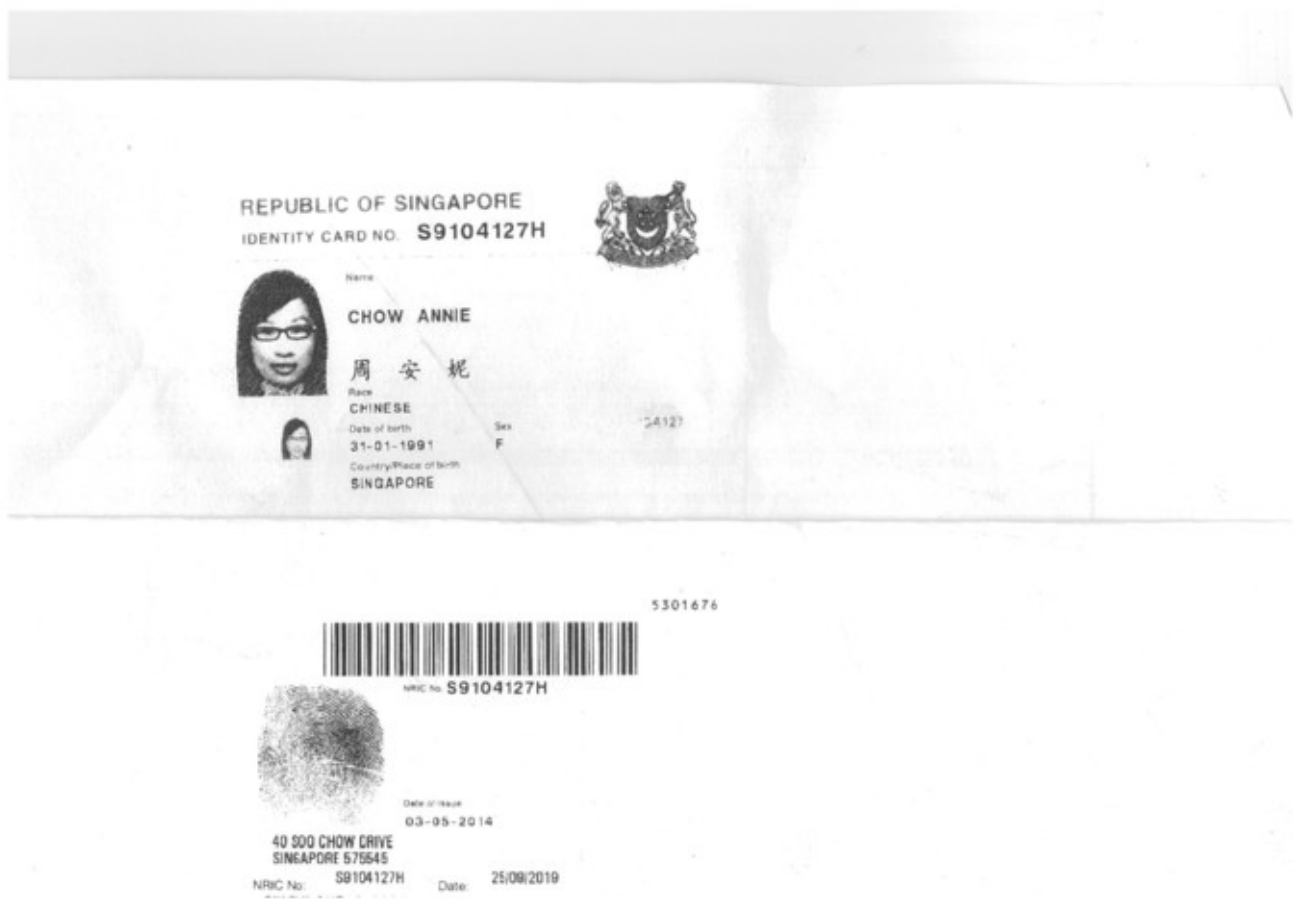 REPUBLIC OF SINGAPORE
IDENTITY CARD NO. S9104127H
Name
CHOW ANNIE
周安妮
Race
CHINESE
Date of birth Sex
31-01-1991 F
Country/Place of birth
SINGAPORE
5301676
NRIC No. S9104127H
Date of issue
03-05-2014
40 SOO CHOW DRIVE
SINGAPORE 575545
NRIC No: S9104127H Date: 25/09/2019